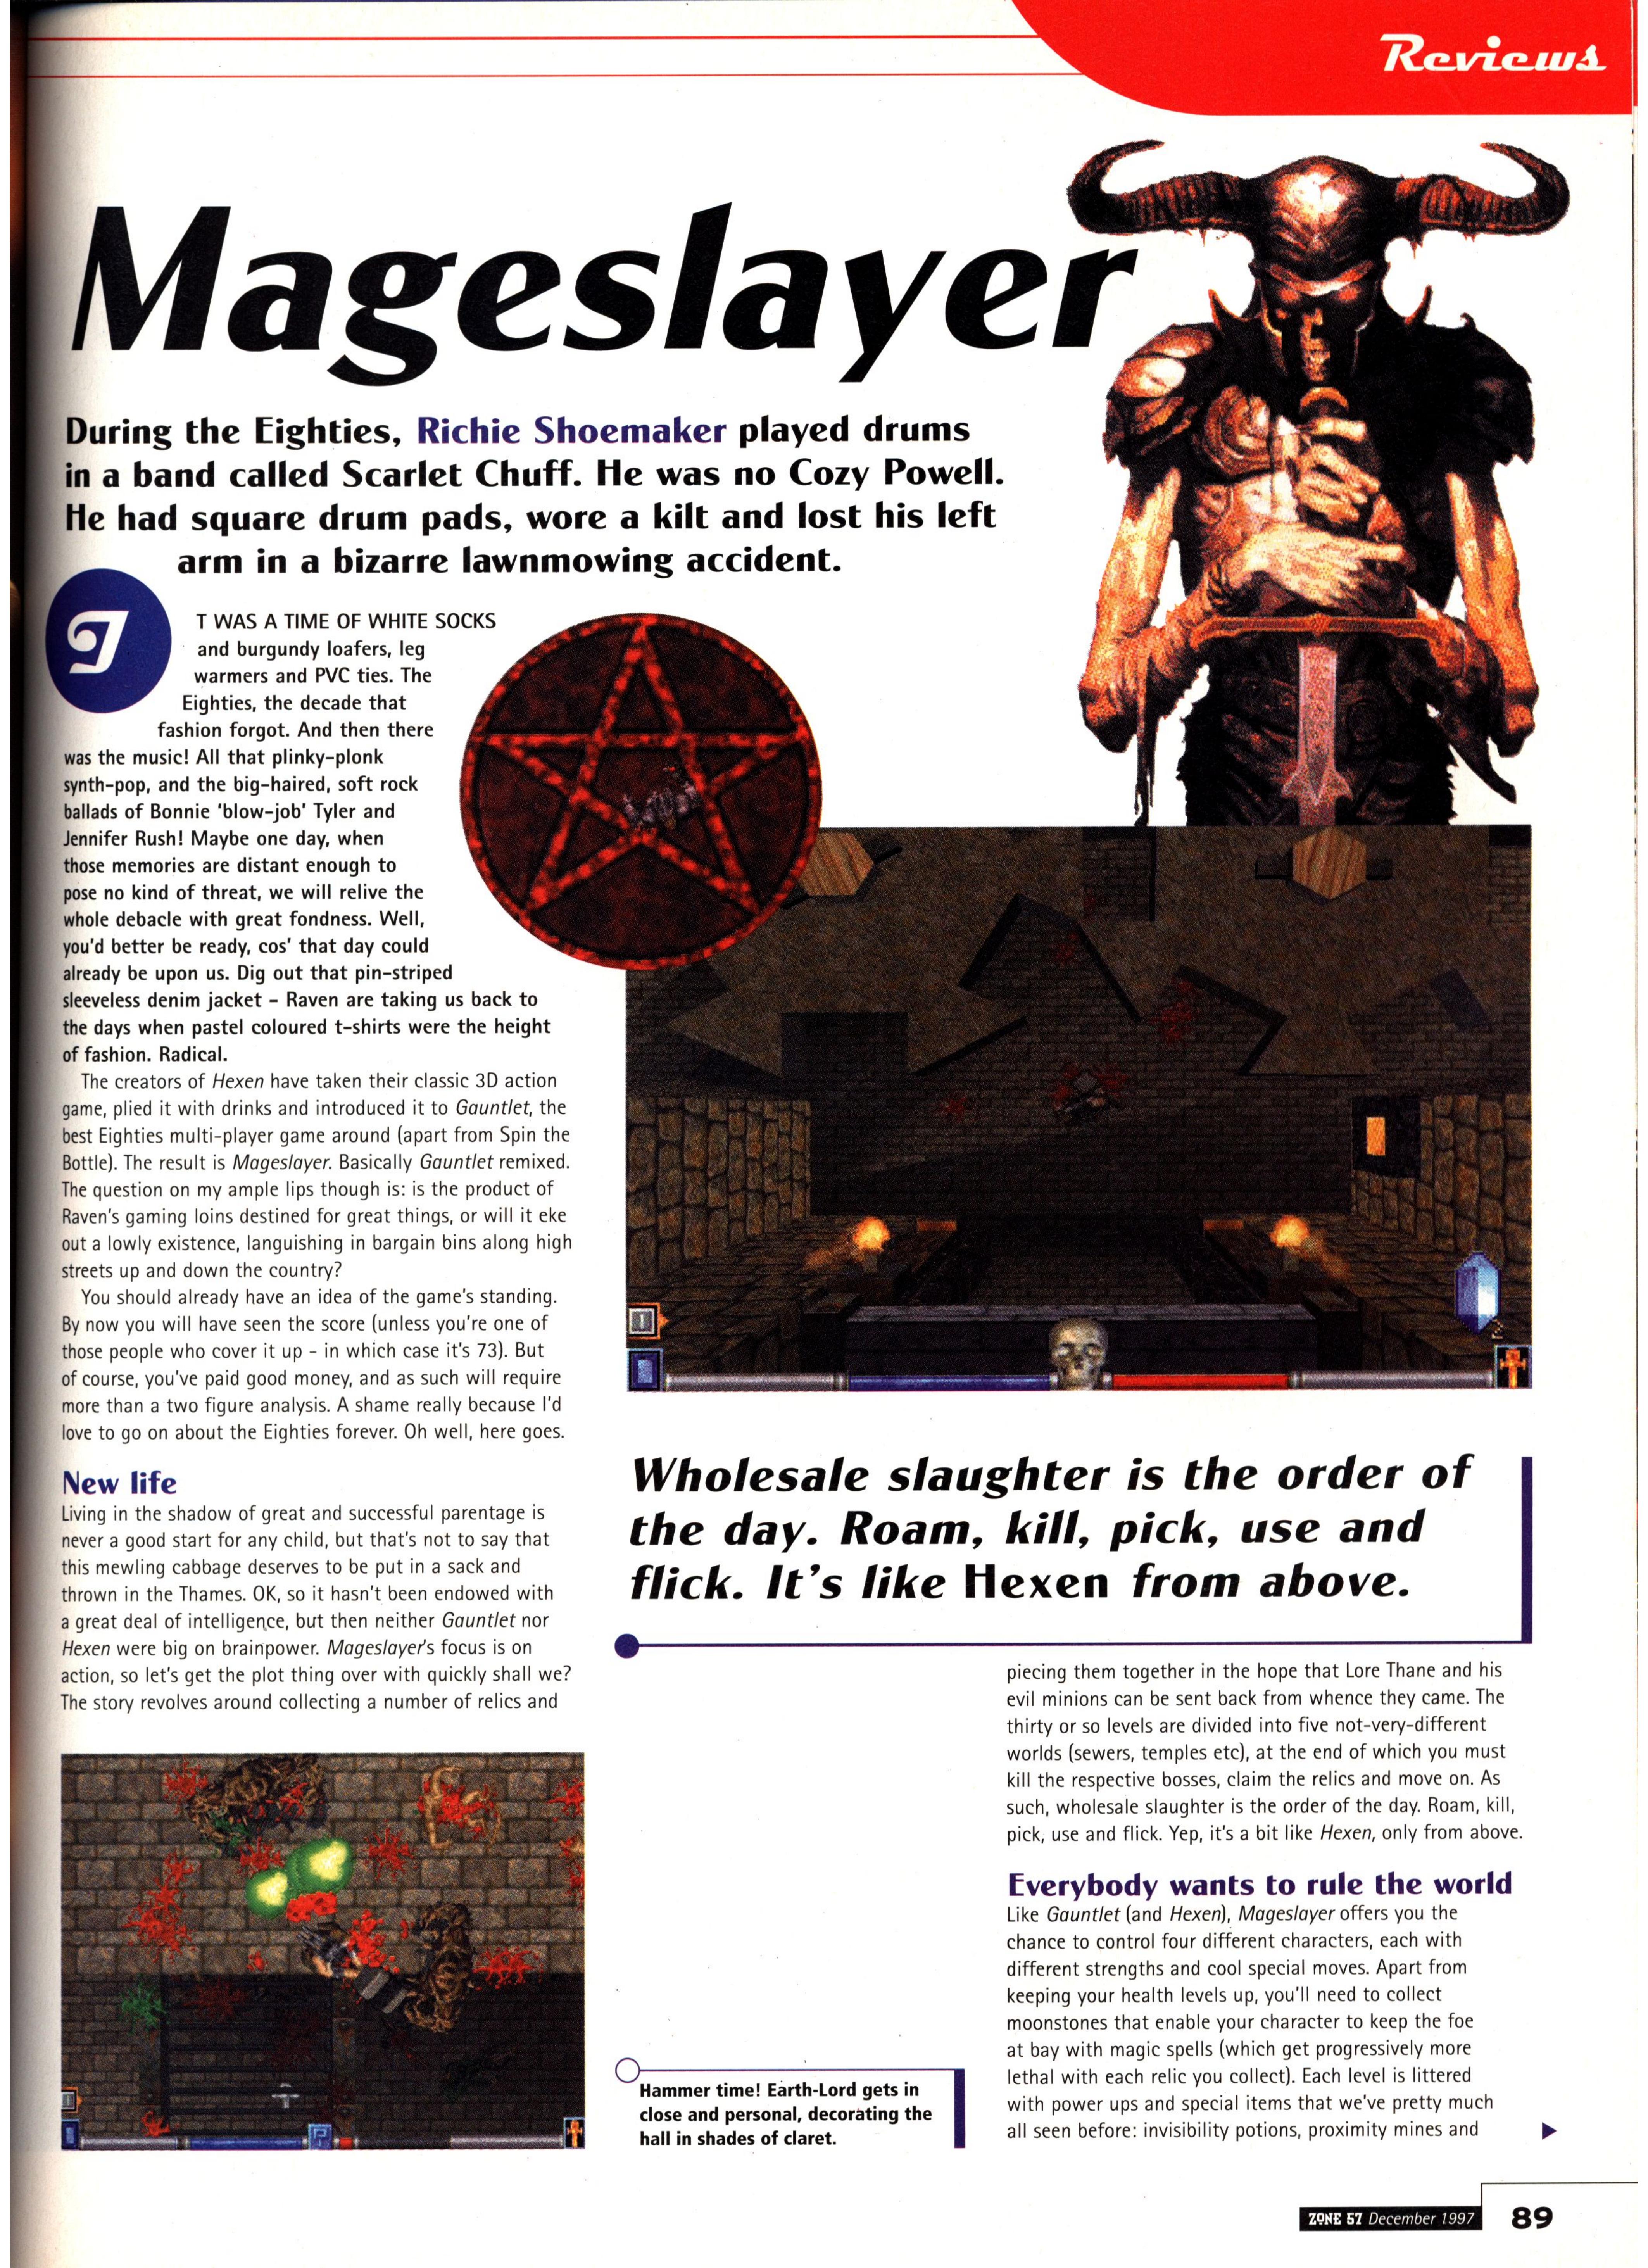 Reviews
Mageslayer
During the Eighties, Richie Shoemaker played drums
in a band called Scarlet Chuff. He was no Cozy Powell.
He had square drum pads, wore a kilt and lost his left
arm in a bizarre lawnmowing accident.
IT WAS A TIME OF WHITE SOCKS
and burgundy loafers, leg
warmers and PVC ties. The
Eighties, the decade that
fashion forgot. And then there
was the music! All that plinky-plonk
synth-pop, and the big-haired, soft rock
ballads of Bonnie 'blow-job' Tyler and
Jennifer Rush! Maybe one day, when
those memories are distant enough to
pose no kind of threat, we will relive the
whole debacle with great fondness. Well,
you'd better be ready, cos' that day could
already be upon us. Dig out that pin-striped
sleeveless denim jacket – Raven are taking us back to
the days when pastel coloured t-shirts were the height
of fashion. Radical.
The creators of Hexen have taken their classic 3D action
game, plied it with drinks and introduced it to Gauntlet, the
best Eighties multi-player game around (apart from Spin the
Bottle). The result is Mageslayer. Basically Gauntlet remixed.
The question on my ample lips though is: is the product of
Raven's gaming loins destined for great things, or will it eke
out a lowly existence, languishing in bargain bins along high
streets up and down the country?
You should already have an idea of the game's standing.
By now you will have seen the score (unless you're one of
those people who cover it up - in which case it's 73). But
of course, you've paid good money, and as such will require
more than a two figure analysis. A shame really because I'd
love to go on about the Eighties forever. Oh well, here goes.
New life
Living in the shadow of great and successful parentage is
never a good start for any child, but that's not to say that
this mewling cabbage deserves to be put in a sack and
thrown in the Thames. OK, so it hasn't been endowed with
a great deal of intelligence, but then neither Gauntlet nor
Hexen were big on brainpower. Mageslayer's focus is on
action, so let's get the plot thing over with quickly shall we?
The story revolves around collecting a number of relics and
Wholesale slaughter is the order of
the day. Roam, kill, pick, use and
flick. It's like Hexen from above.
piecing them together in the hope that Lore Thane and his
evil minions can be sent back from whence they came. The
thirty or so levels are divided into five not-very-different
worlds (sewers, temples etc), at the end of which you must
kill the respective bosses, claim the relics and move on. As
such, wholesale slaughter is the order of the day. Roam, kill,
pick, use and flick. Yep, it's a bit like Hexen, only from above.
Everybody wants to rule the world
Like Gauntlet (and Hexen), Mageslayer offers you the
chance to control four different characters, each with
different strengths and cool special moves. Apart from
keeping your health levels up, you'll need to collect
moonstones that enable your character to keep the foe
at bay with magic spells (which get progressively more
lethal with each relic you collect). Each level is littered
with power ups and special items that we've pretty much
all seen before: invisibility potions, proximity mines and
Hammer time! Earth-Lord gets in
close and personal, decorating the
hall in shades of claret.
ZONE 57 December 1997
89